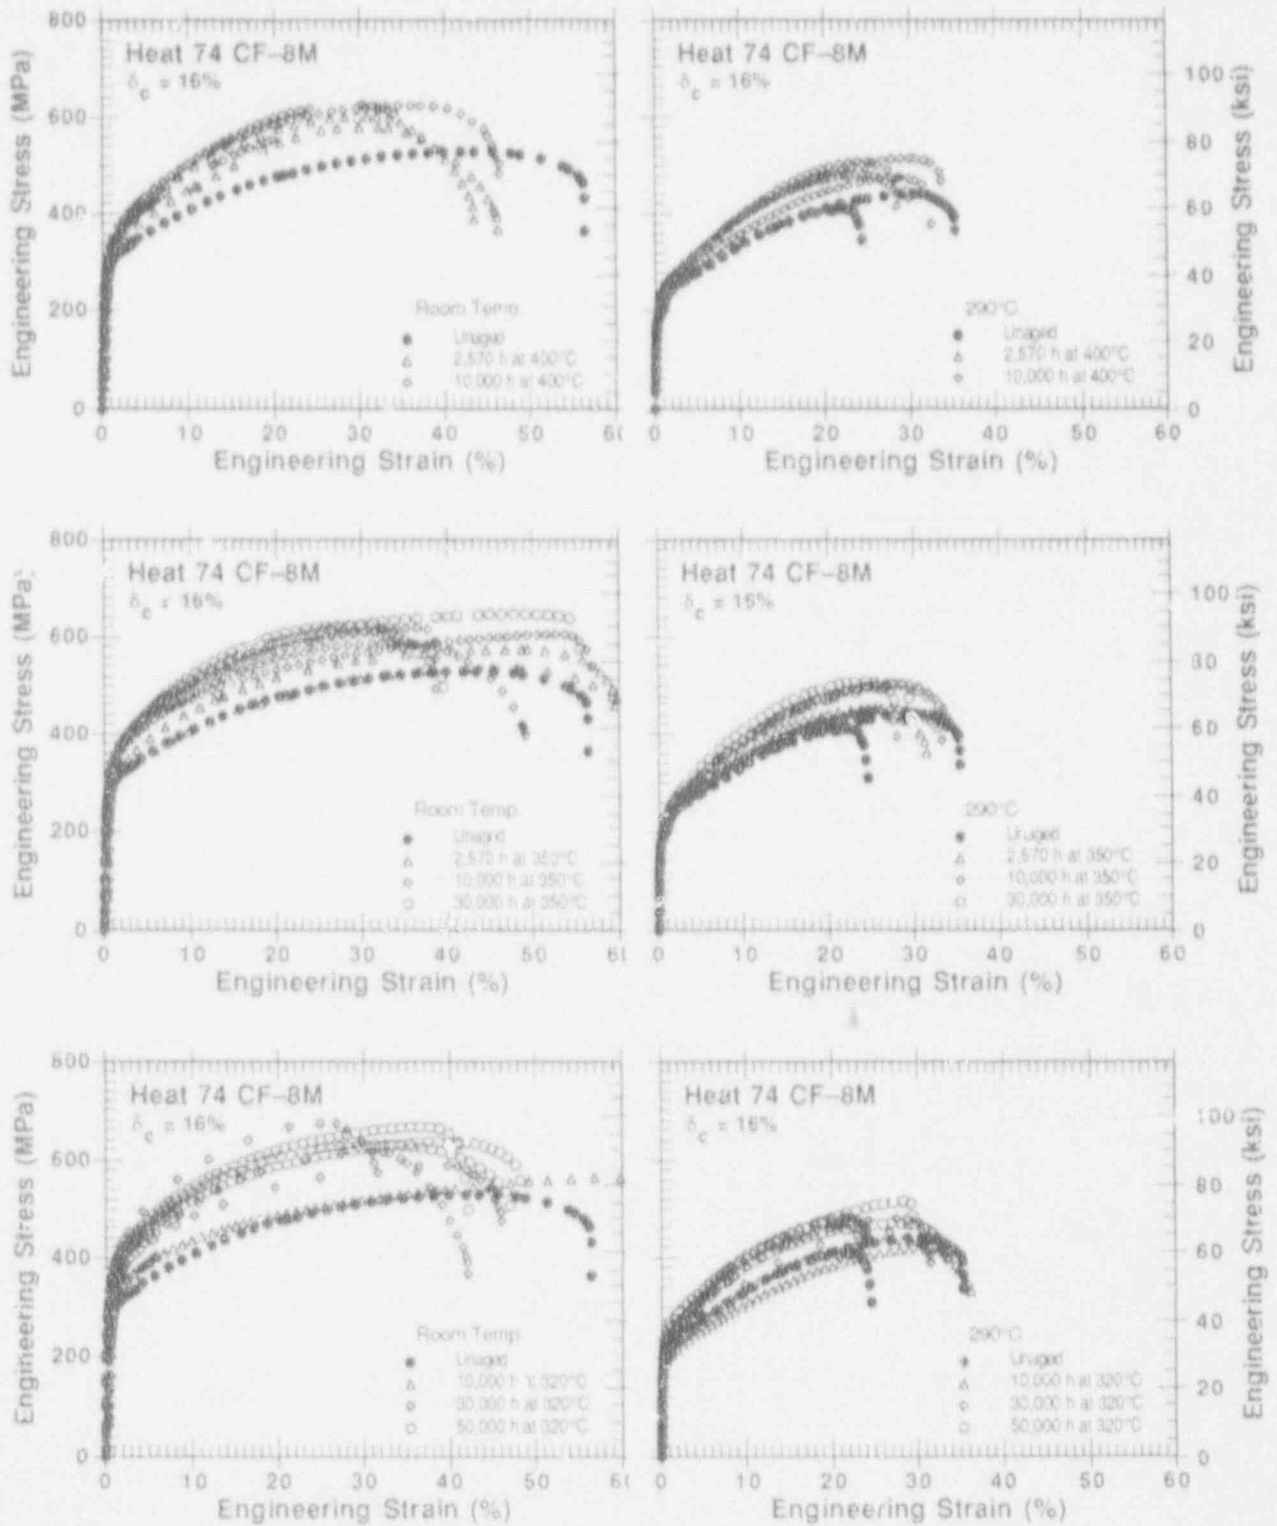 800
600
400
200
0
Engineering Stress (MPa)
Heat 74 CF–8M
δc = 16%
Room Temp
Unaged
2,570 h at 400°C
10,000 h at 400°C
0 10 20 30 40 50
Engineering Strain (%)
Heat 74 CF–8M
δc = 16%
290°C
Unaged
2,570 h at 400°C
10,000 h at 400°C
0 10 20 30 40 50 60
Engineering Strain (%)
100
80
60
40
20
0
Engineering Stress (ksi)
800
600
400
200
0
Engineering Stress (MPa)
Heat 74 CF–8M
δc = 16%
Room Temp.
Unaged
2,570 h at 350°C
10,000 h at 350°C
30,000 h at 350°C
0 10 20 30 40 50
Engineering Strain (%)
Heat 74 CF–8M
δc = 16%
290°C
Unaged
2,570 h at 350°C
10,000 h at 350°C
30,000 h at 350°C
0 10 20 30 40 50 60
Engineering Strain (%)
100
80
60
40
20
0
Engineering Stress (ksi)
800
600
400
200
0
Engineering Stress (MPa)
Heat 74 CF–8M
δc = 16%
Room Temp.
Unaged
10,000 h at 320°C
30,000 h at 320°C
50,000 h at 320°C
0 10 20 30 40 50 60
Engineering Strain (%)
Heat 74 CF–8M
δc = 16%
290°C
Unaged
10,000 h at 320°C
30,000 h at 320°C
50,000 h at 320°C
0 10 20 30 40 50 60
Engineering Strain (%)
100
80
60
40
20
0
Engineering Stress (ksi)